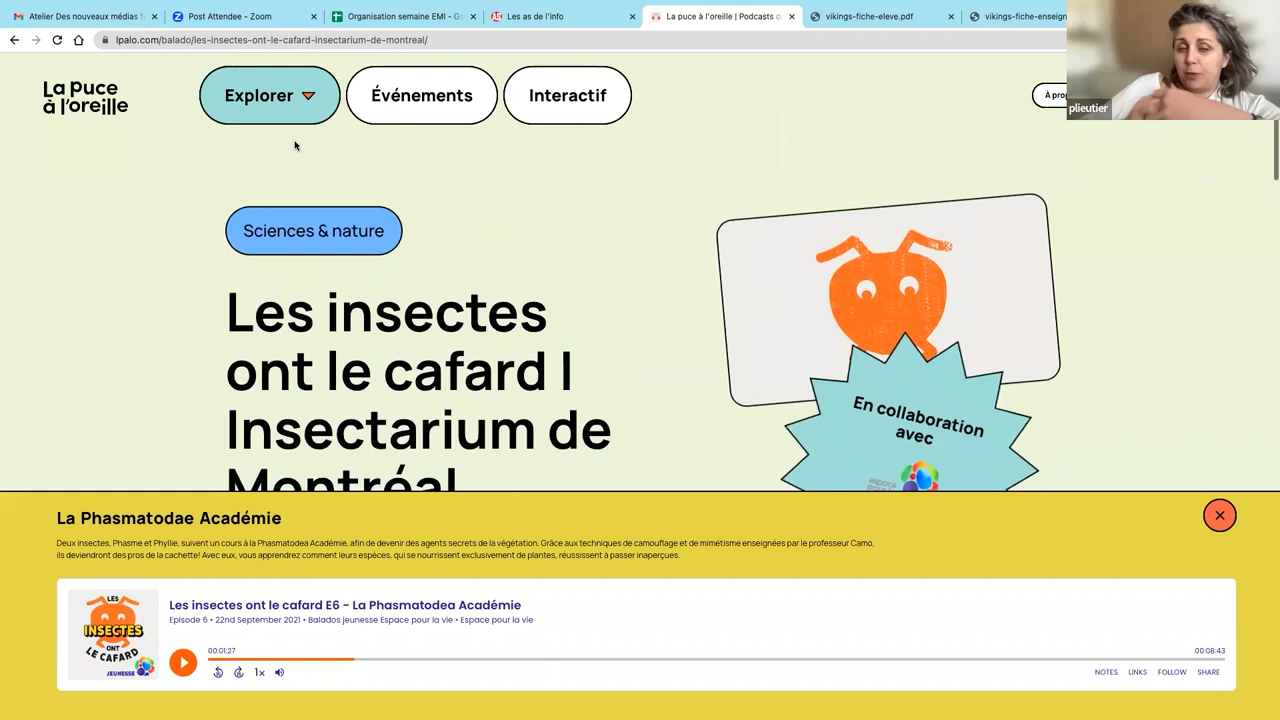 Atelier Des nouveaux médias f
Post Attendee - Zoom
Organisation semaine EMI - G
Les as de l'info
La puce à l'oreille | Podcasts d
vikings-fiche-eleve.pdf
vikings-fiche-enseign
lpalo.com/balado/les-insectes-ont-le-cafard-insectarium-de-montreal/
plieutier
La puce
à l'oreille
Explorer
Événements
Interactif
À pro
Sciences & nature
Les insectes
ont le cafard |
Insectarium de
Montréal
En collaboration
avec
espace
pour la
La Phasmatodae Académie
Deux insectes, Phasme et Phyllie, suivent un cours à la Phasmatodea Académie, afin de devenir des agents secrets de la végétation. Grâce aux techniques de camouflage et de mimétisme enseignées par le professeur Camo,
ils deviendront des pros de la cachette! Avec eux, vous apprendrez comment leurs espèces, qui se nourrissent exclusivement de plantes, réussissent à passer inaperçues.
LES
INSECTES
ONT
LE CAFARD
JEUNESSE
Les insectes ont le cafard E6 - La Phasmatodea Académie
Episode 6 • 22nd September 2021 • Balados jeunesse Espace pour la vie • Espace pour la vie
00:01:27
00:08:43
1x
NOTES
LINKS
FOLLOW
SHARE